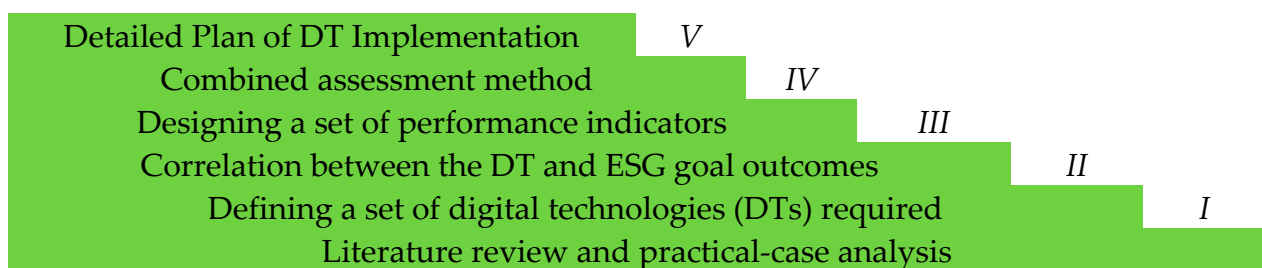 Detailed Plan of DT Implementation V
Combined assessment method IV
Designing a set of performance indicators III
Correlation between the DT and ESG goal outcomes II
Defining a set of digital technologies (DTs) required I
Literature review and practical-case analysis